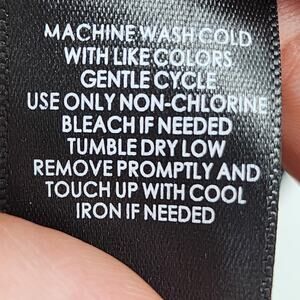 MACHINE WASH COLD
WITH LIKE COLORS
GENTLE CYCLE
USE ONLY NON-CHLORINE
BLEACH IF NEEDED
TUMBLE DRY LOW
REMOVE PROMPTLY AND
TOUCH UP WITH COOL
IRON IF NEEDED